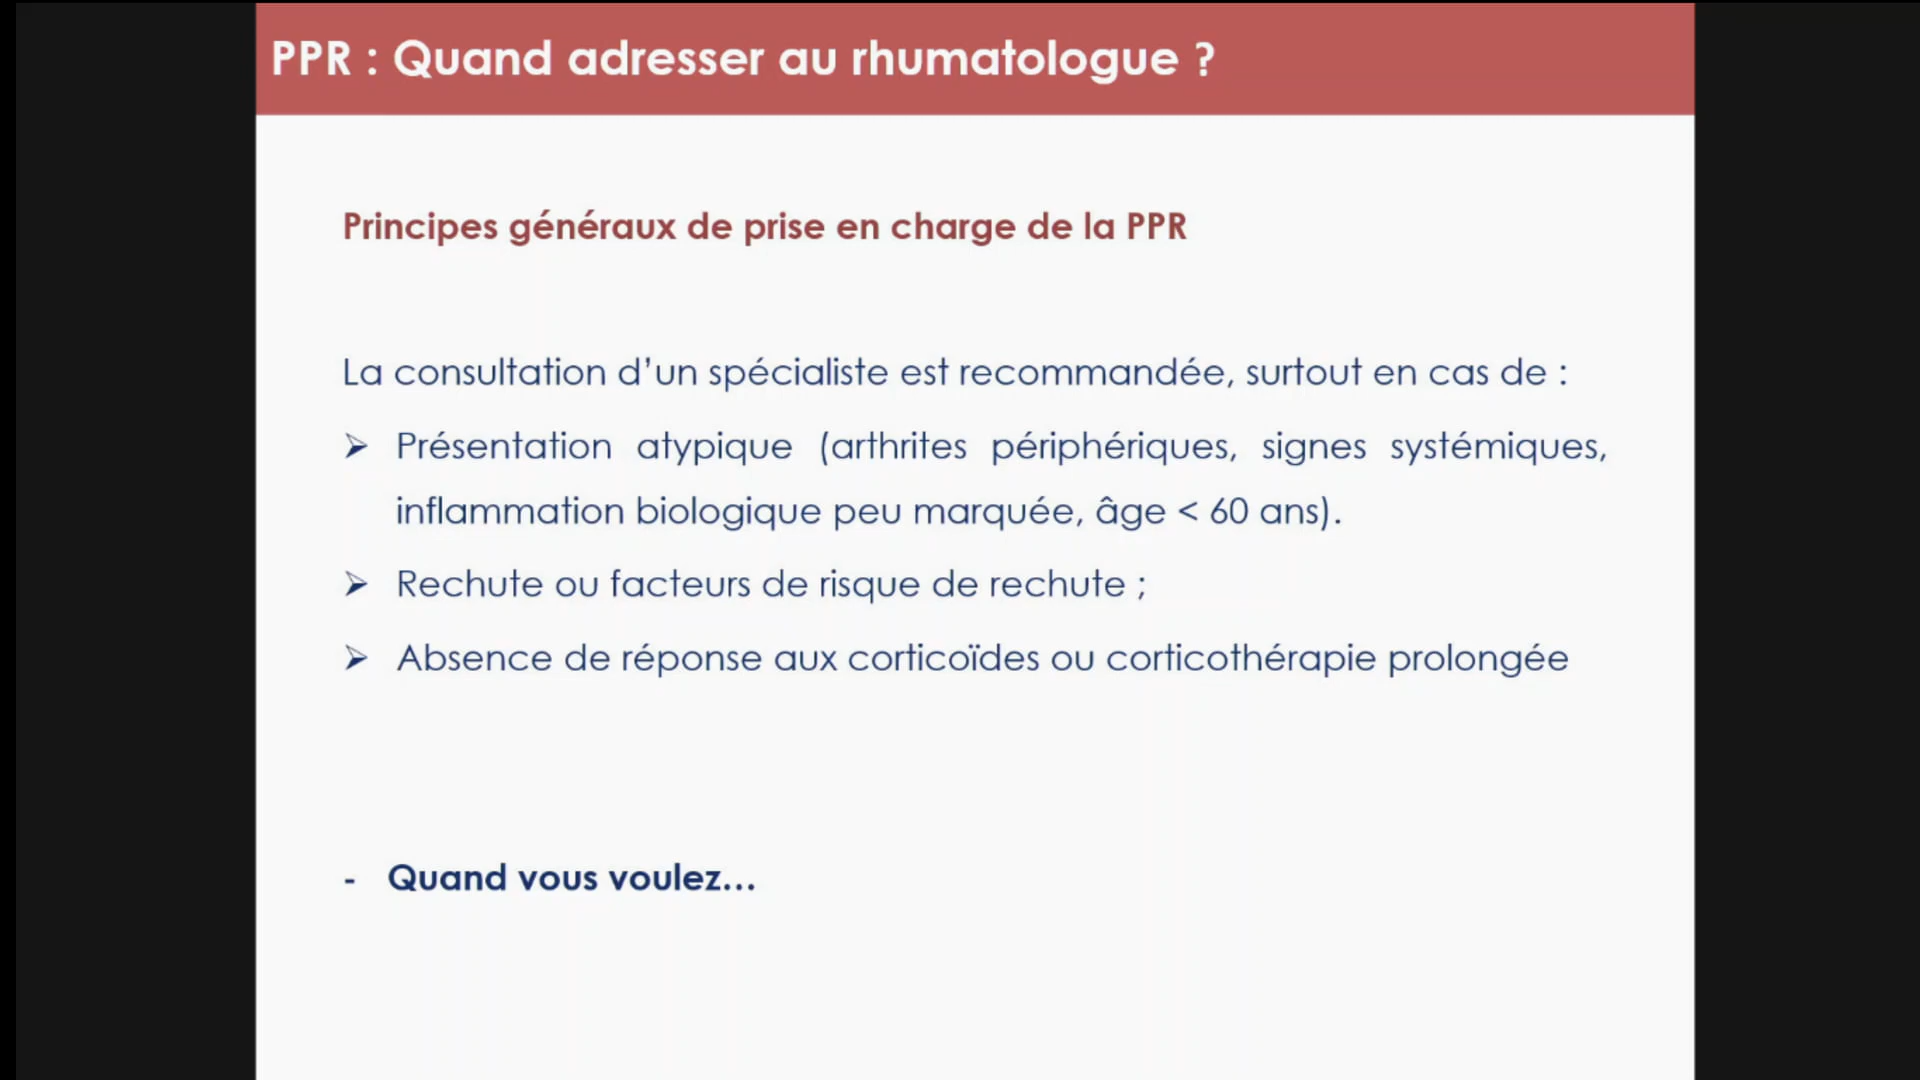 PPR : Quand adresser au rhumatologue ?
Principes généraux de prise en charge de la PPR
La consultation d’un spécialiste est recommandée, surtout en cas de :
➢ Présentation atypique (arthrites périphériques, signes systémiques,
inflammation biologique peu marquée, âge < 60 ans).
➢ Rechute ou facteurs de risque de rechute ;
➢ Absence de réponse aux corticoïdes ou corticothérapie prolongée
- Quand vous voulez…